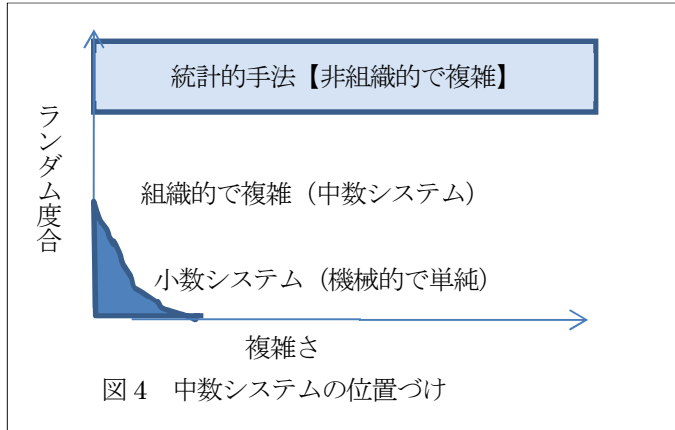 統計的手法【非組織的で複雑】
ランダム度合
組織的で複雑（中数システム）
小数システム（機械的で単純）
複雑さ
図 4　中数システムの位置づけ